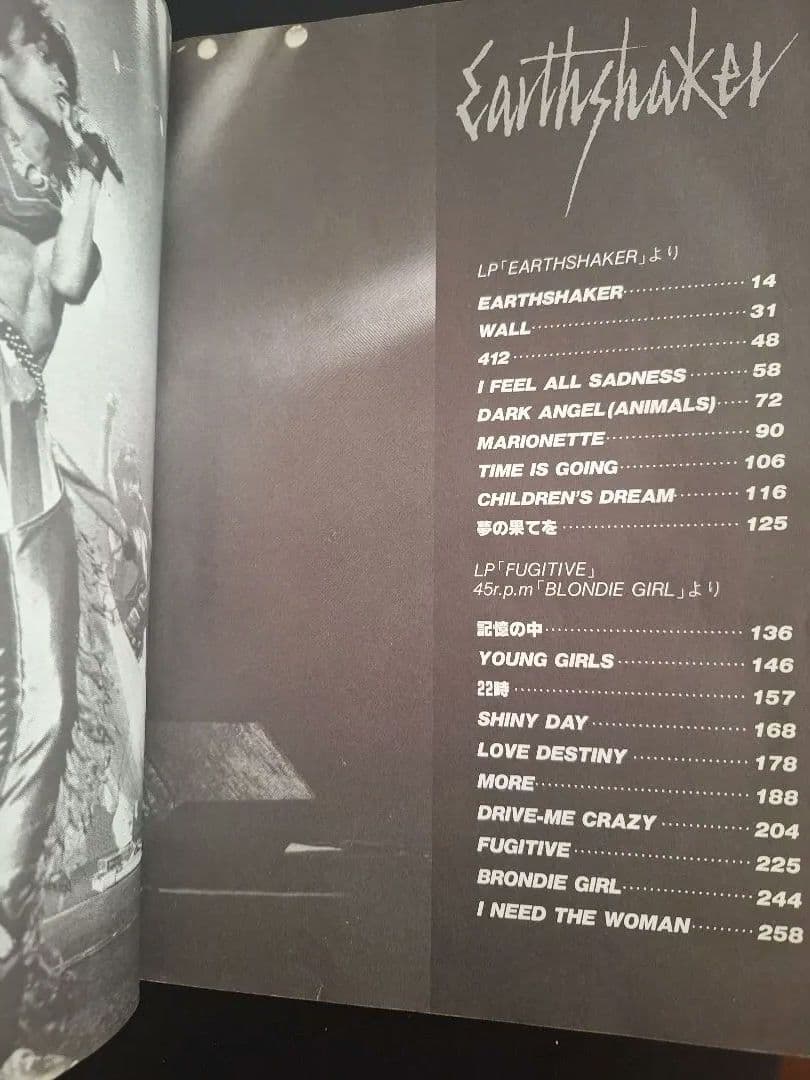 Earthshaker
LP「EARTHSHAKER」より
EARTHSHAKER 14
WALL 31
412 48
I FEEL ALL SADNESS 58
DARK ANGEL(ANIMALS) 72
MARIONETTE 90
TIME IS GOING 106
CHILDREN'S DREAM 116
夢の果てを 125
LP「FUGITIVE」
45r.p.m「BLONDIE GIRL」より
記憶の中 136
YOUNG GIRLS 146
22時 157
SHINY DAY 168
LOVE DESTINY 178
MORE 188
DRIVE-ME CRAZY 204
FUGITIVE 225
BRONDIE GIRL 244
I NEED THE WOMAN 258